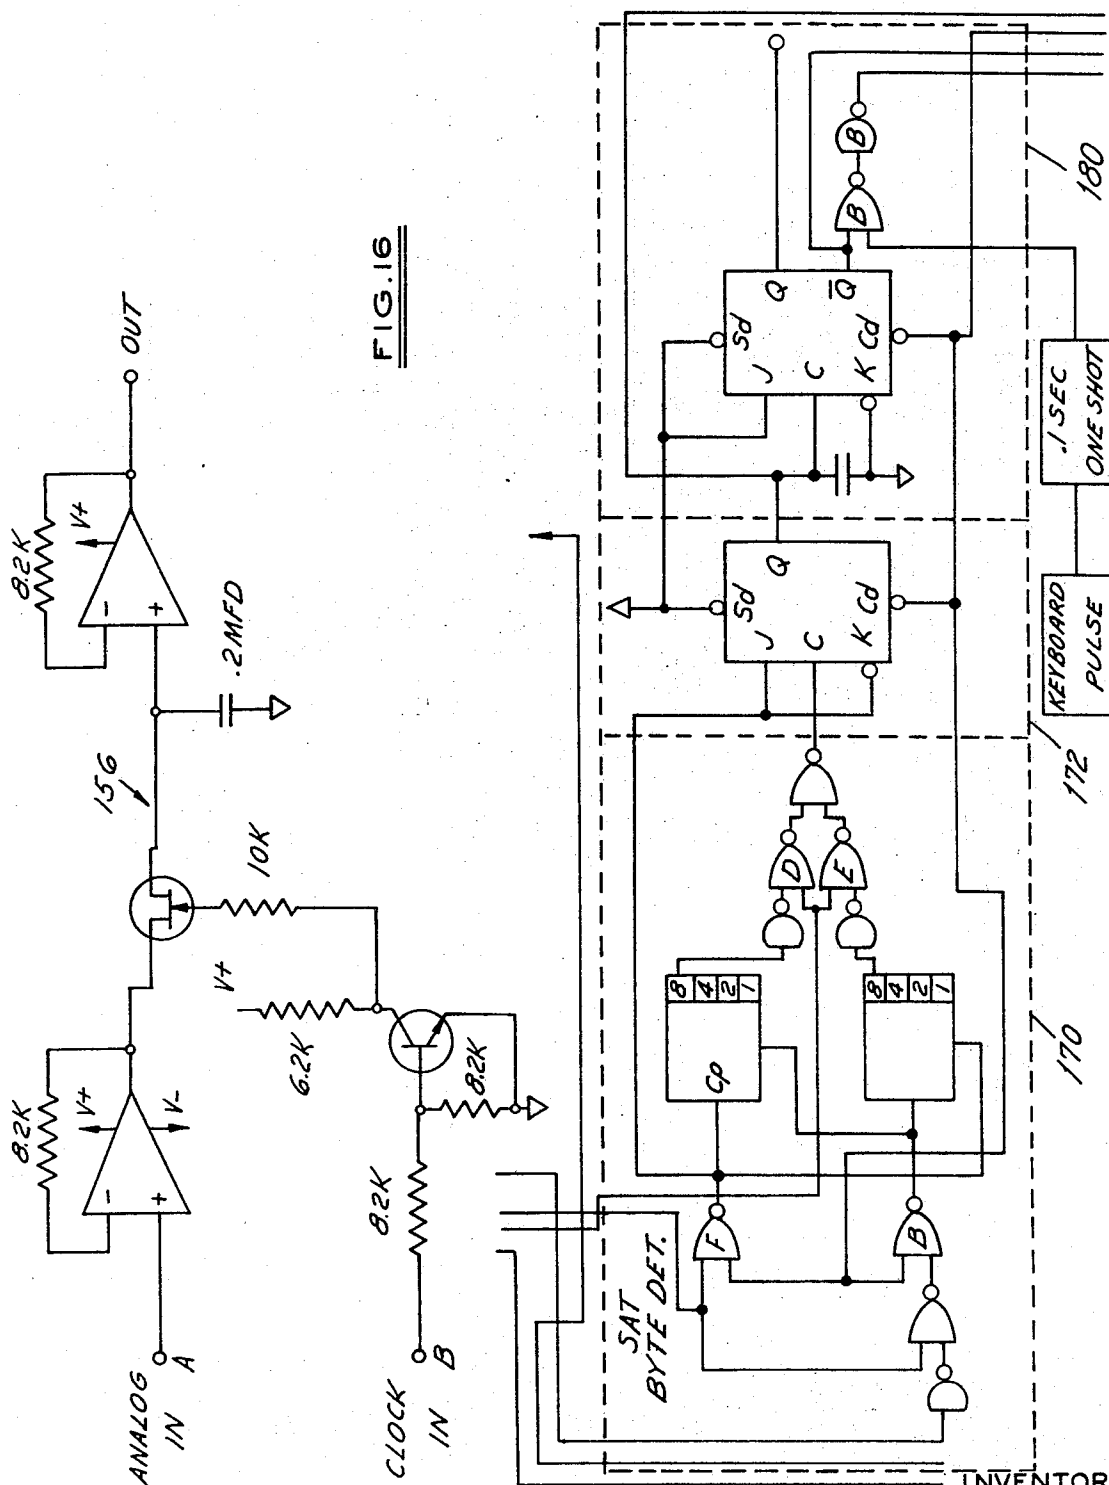 FIG.16
ANALOG
IN
A
8.2K
V+
V-
-
+
156
8.2K
V+
-
+
OUT
.2MFD
10K
V+
6.2K
8.2K
8.2K
CLOCK
IN
B
SAT
BYTE DET.
F
B
Cp
8 4 2 1
8 4 2 1
D
E
Sd
J
Q
C
K Cd
Sd
J
Q
C
Q̅
K Cd
B
B
170
172
180
KEYBOARD
PULSE
.1 SEC
ONE SHOT
INVENTOR